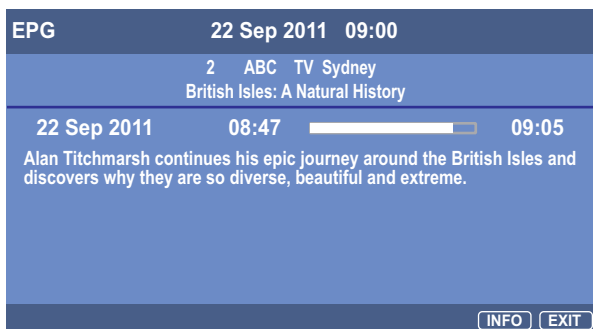 EPG 22 Sep 2011 09:00
2 ABC TV Sydney
British Isles: A Natural History
22 Sep 2011 08:47 09:05
Alan Titchmarsh continues his epic journey around the British Isles and
discovers why they are so diverse, beautiful and extreme.
INFO EXIT